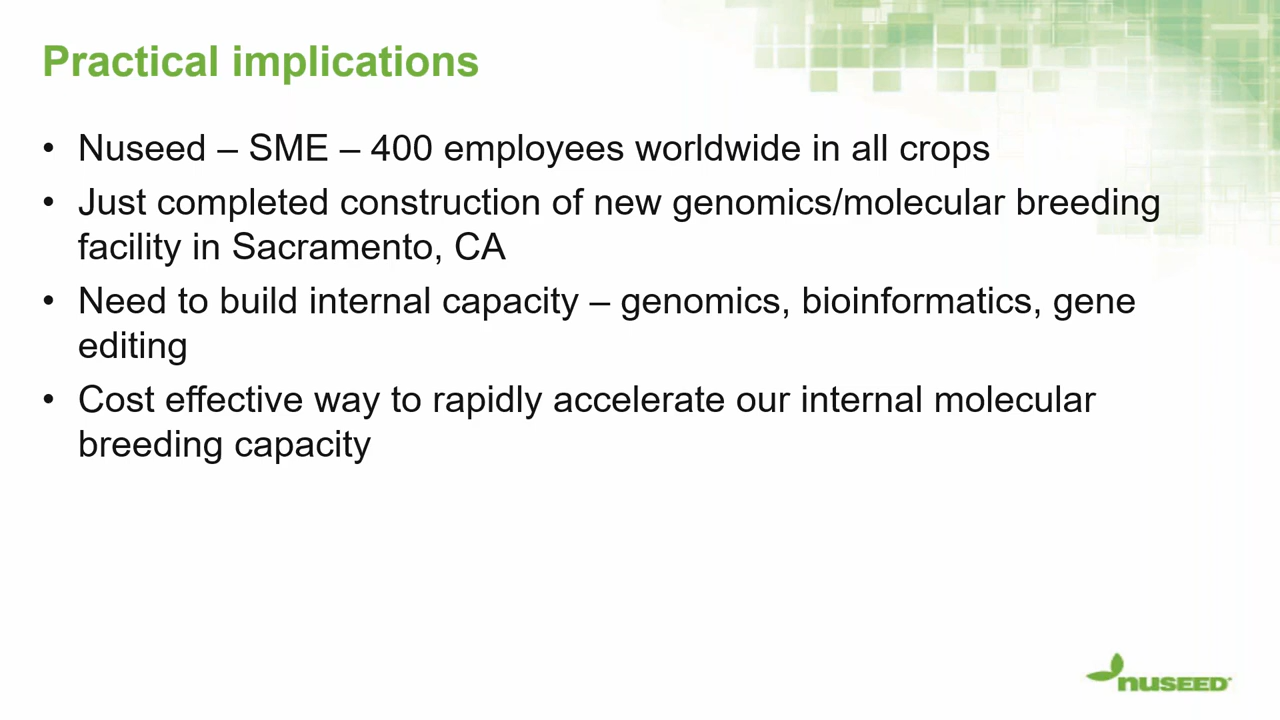 Practical implications
• Nuseed – SME – 400 employees worldwide in all crops
• Just completed construction of new genomics/molecular breeding
facility in Sacramento, CA
• Need to build internal capacity – genomics, bioinformatics, gene
editing
• Cost effective way to rapidly accelerate our internal molecular
breeding capacity
nuseed